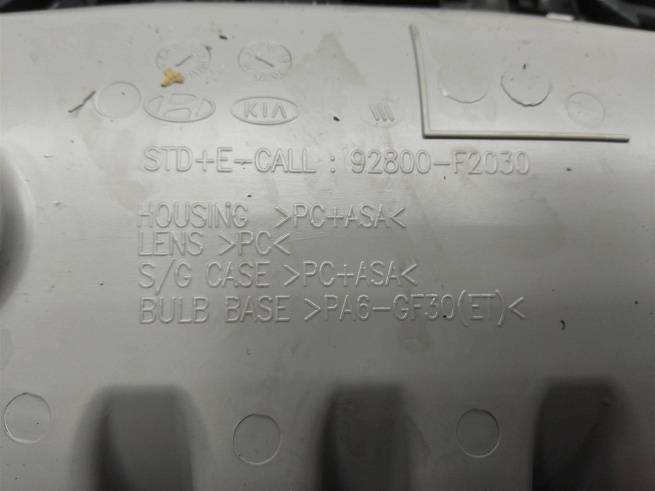 KIA
STD+E-CALL : 92800-F2030
HOUSING >PC+ASA<
LENS >PC<
S/G CASE >PC+ASA<
BULB BASE >PA6-GF30(ET)<